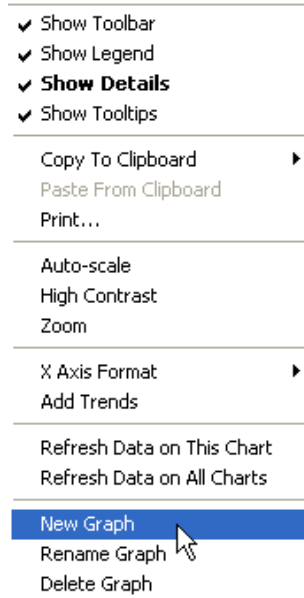 Show Toolbar
Show Legend
Show Details
Show Tooltips
Copy To Clipboard
Paste From Clipboard
Print...
Auto-scale
High Contrast
Zoom
X Axis Format
Add Trends
Refresh Data on This Chart
Refresh Data on All Charts
New Graph
Rename Graph
Delete Graph